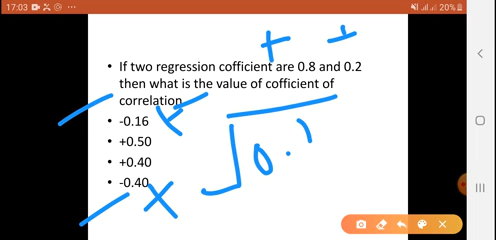 17:03
20%
+ +
• If two regression cofficient are 0.8 and 0.2
then what is the value of cofficient of
correlation
• -0.16
• +0.50
• +0.40
• -0.40